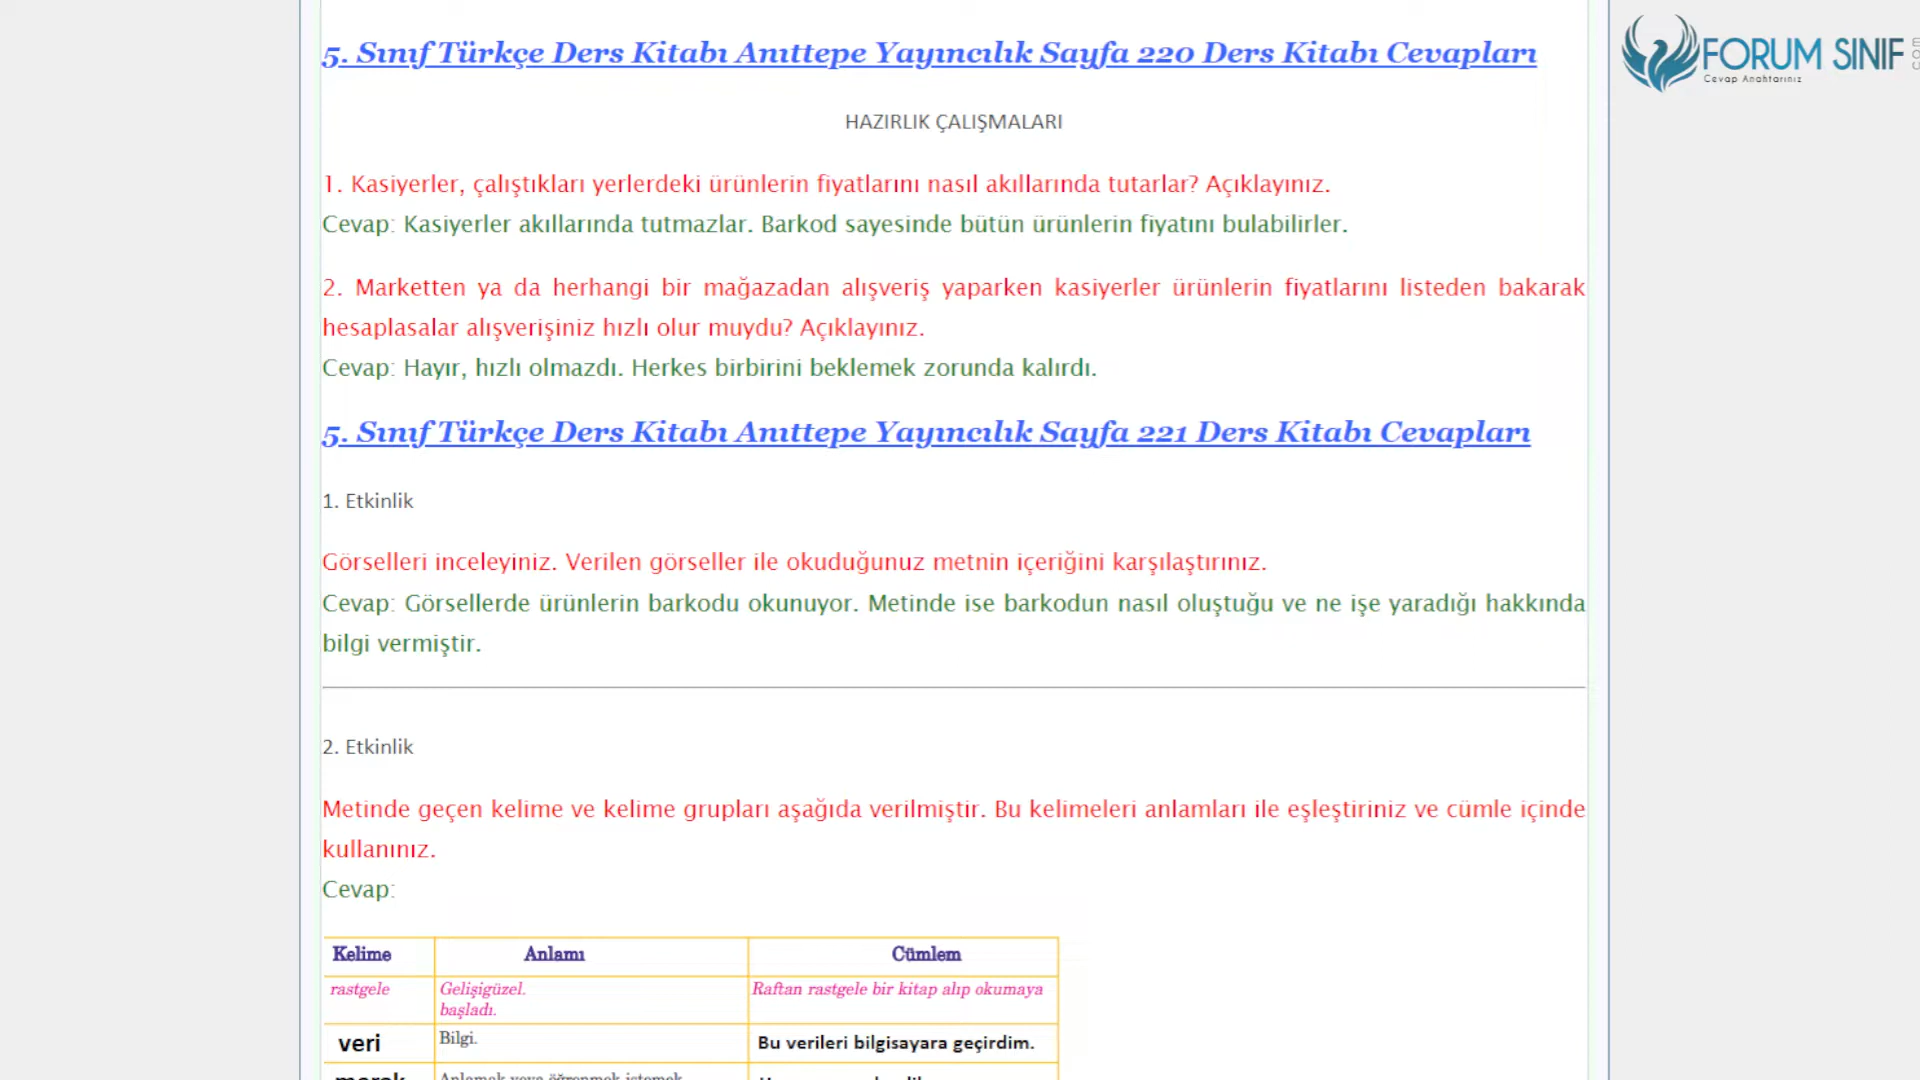 5. Sınıf Türkçe Ders Kitabı Anıttepe Yayıncılık Sayfa 220 Ders Kitabı Cevapları
FORUM SINIF
com
Cevap Anahtarınız
HAZIRLIK ÇALIŞMALARI
1. Kasiyerler, çalıştıkları yerlerdeki ürünlerin fiyatlarını nasıl akıllarında tutarlar? Açıklayınız.
Cevap: Kasiyerler akıllarında tutmazlar. Barkod sayesinde bütün ürünlerin fiyatını bulabilirler.
2. Marketten ya da herhangi bir mağazadan alışveriş yaparken kasiyerler ürünlerin fiyatlarını listeden bakarak
hesaplasalar alışverişiniz hızlı olur muydu? Açıklayınız.
Cevap: Hayır, hızlı olmazdı. Herkes birbirini beklemek zorunda kalırdı.
5. Sınıf Türkçe Ders Kitabı Anıttepe Yayıncılık Sayfa 221 Ders Kitabı Cevapları
1. Etkinlik
Görselleri inceleyiniz. Verilen görseller ile okuduğunuz metnin içeriğini karşılaştırınız.
Cevap: Görsellerde ürünlerin barkodu okunuyor. Metinde ise barkodun nasıl oluştuğu ve ne işe yaradığı hakkında
bilgi vermiştir.
2. Etkinlik
Metinde geçen kelime ve kelime grupları aşağıda verilmiştir. Bu kelimeleri anlamları ile eşleştiriniz ve cümle içinde
kullanınız.
Cevap:
Kelime Anlamı Cümlem
rastgele Gelişigüzel. Raftan rastgele bir kitap alıp okumaya
başladı.
veri Bilgi. Bu verileri bilgisayara geçirdim.
merak Anlamak veya öğrenmek istemek